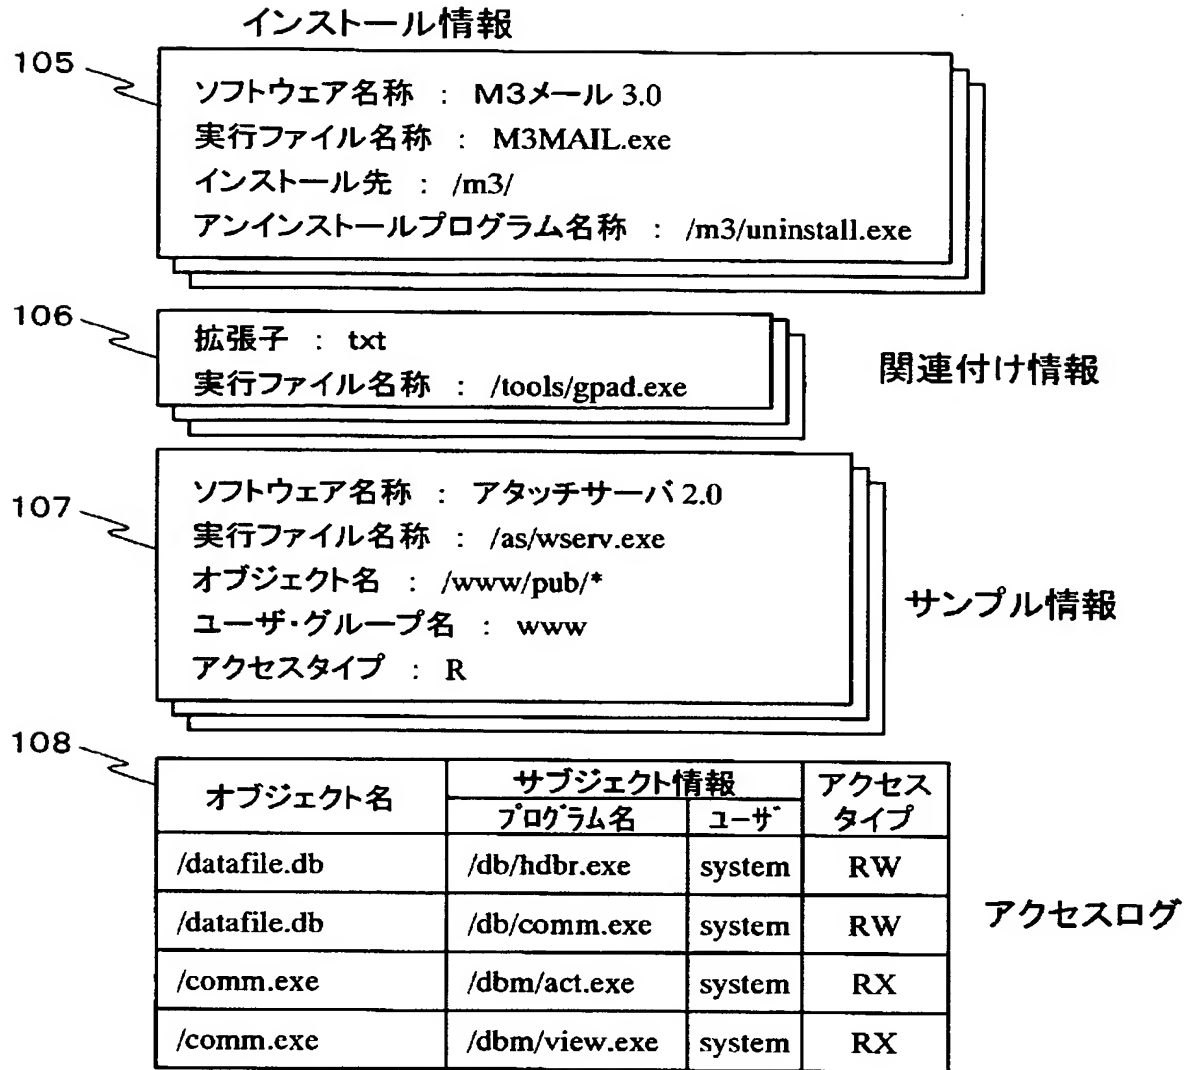 インストール情報
105
ソフトウェア名称 : M3メール 3.0
実行ファイル名称 : M3MAIL.exe
インストール先 : /m3/
アンインストールプログラム名称 : /m3/uninstall.exe
106
拡張子 : txt
実行ファイル名称 : /tools/gpad.exe
関連付け情報
107
ソフトウェア名称 : アタッチサーバ 2.0
実行ファイル名称 : /as/wserv.exe
オブジェクト名 : /www/pub/*
ユーザ・グループ名 : www
アクセスタイプ : R
サンプル情報
108
オブジェクト名 サブジェクト情報 アクセスタイプ
プログラム名 ユーザ
/datafile.db /db/hdbr.exe system RW
/datafile.db /db/comm.exe system RW
/comm.exe /dbm/act.exe system RX
/comm.exe /dbm/view.exe system RX
アクセスログ